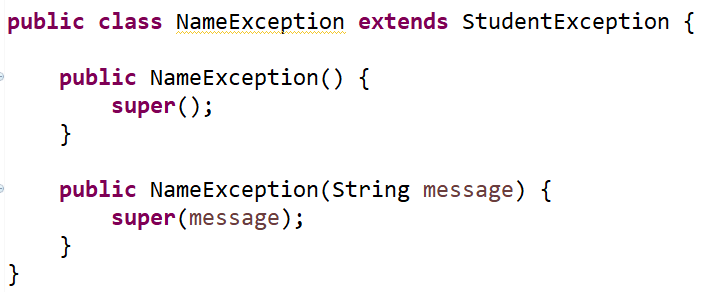 public class NameException extends StudentException {
public NameException() {
super();
}
public NameException(String message) {
super(message);
}
}